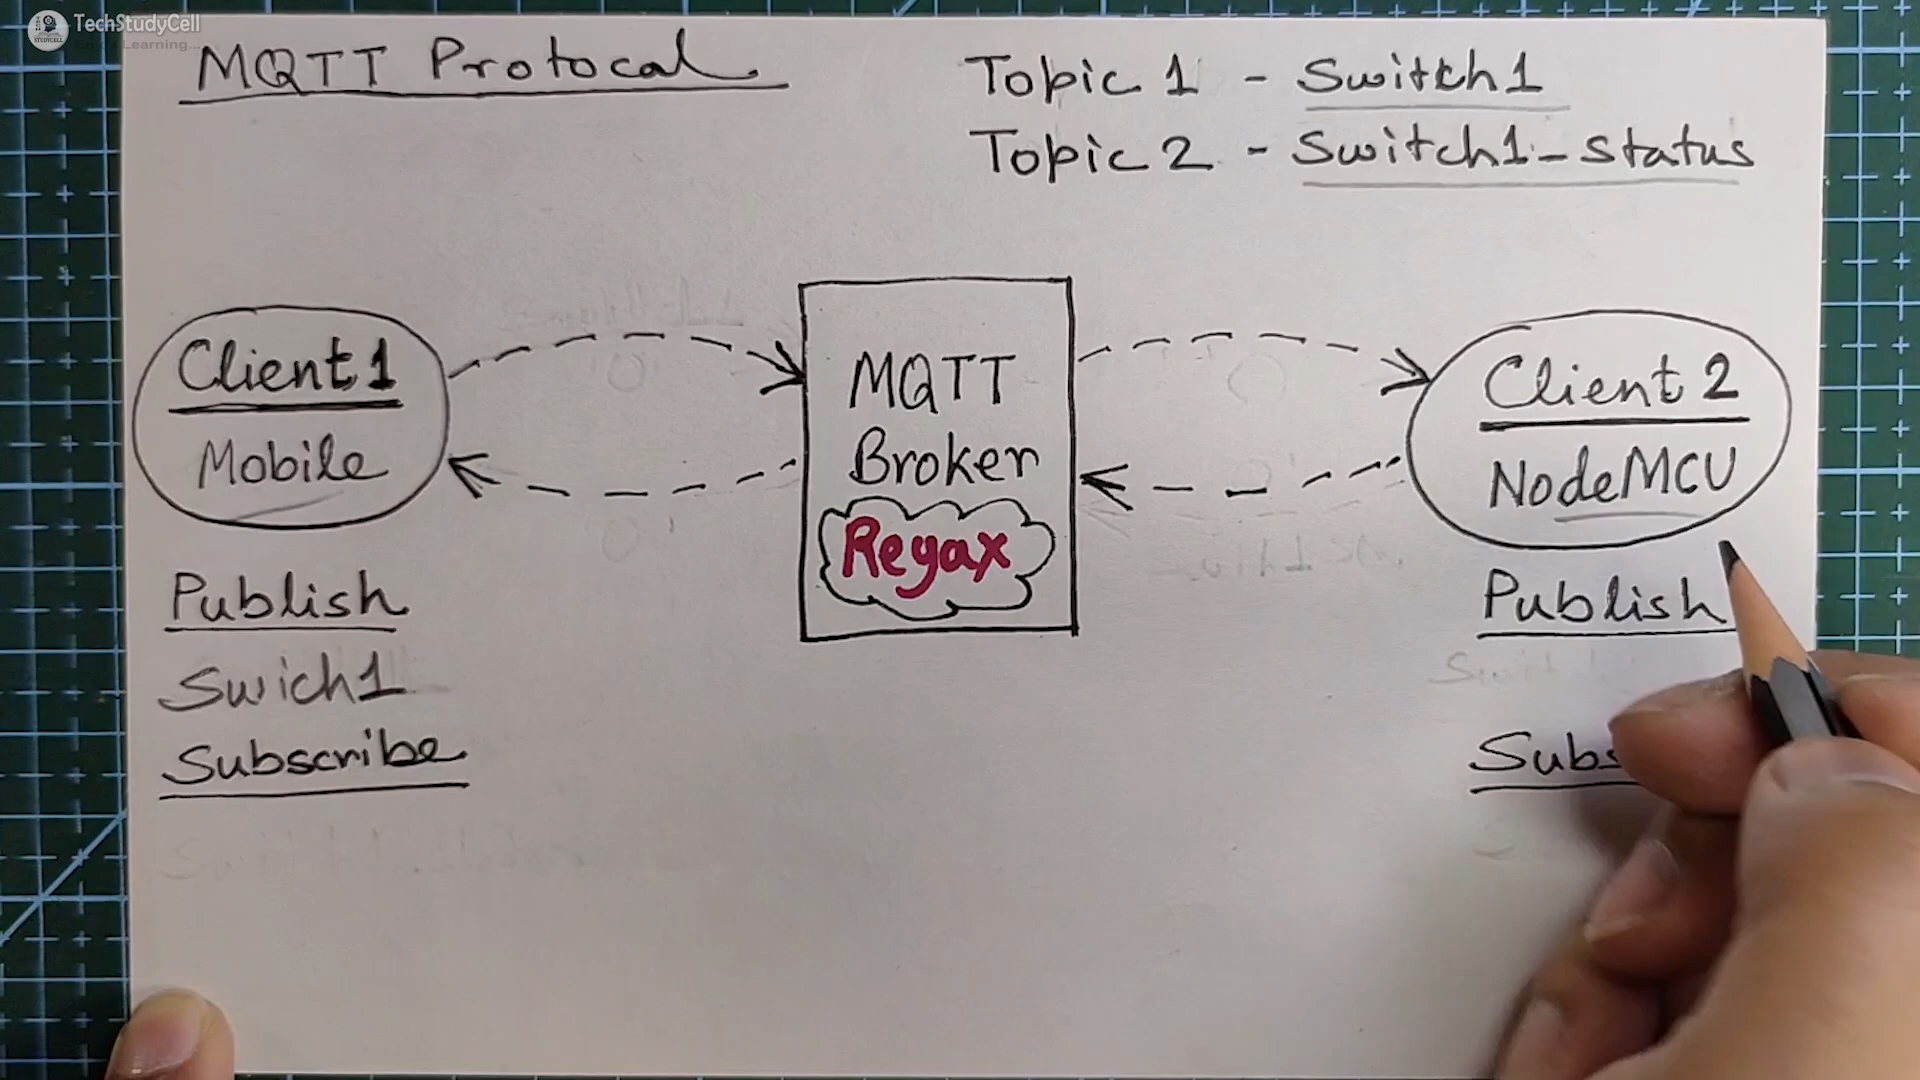 TechStudyCell
MQTT Protocal
Topic 1 - Switch1
Topic 2 - Switch1_status
Client 1
Mobile
MQTT
Broker
Reyax
Client 2
NodeMCU
Publish
Swich1
Subscribe
Publish
Subs